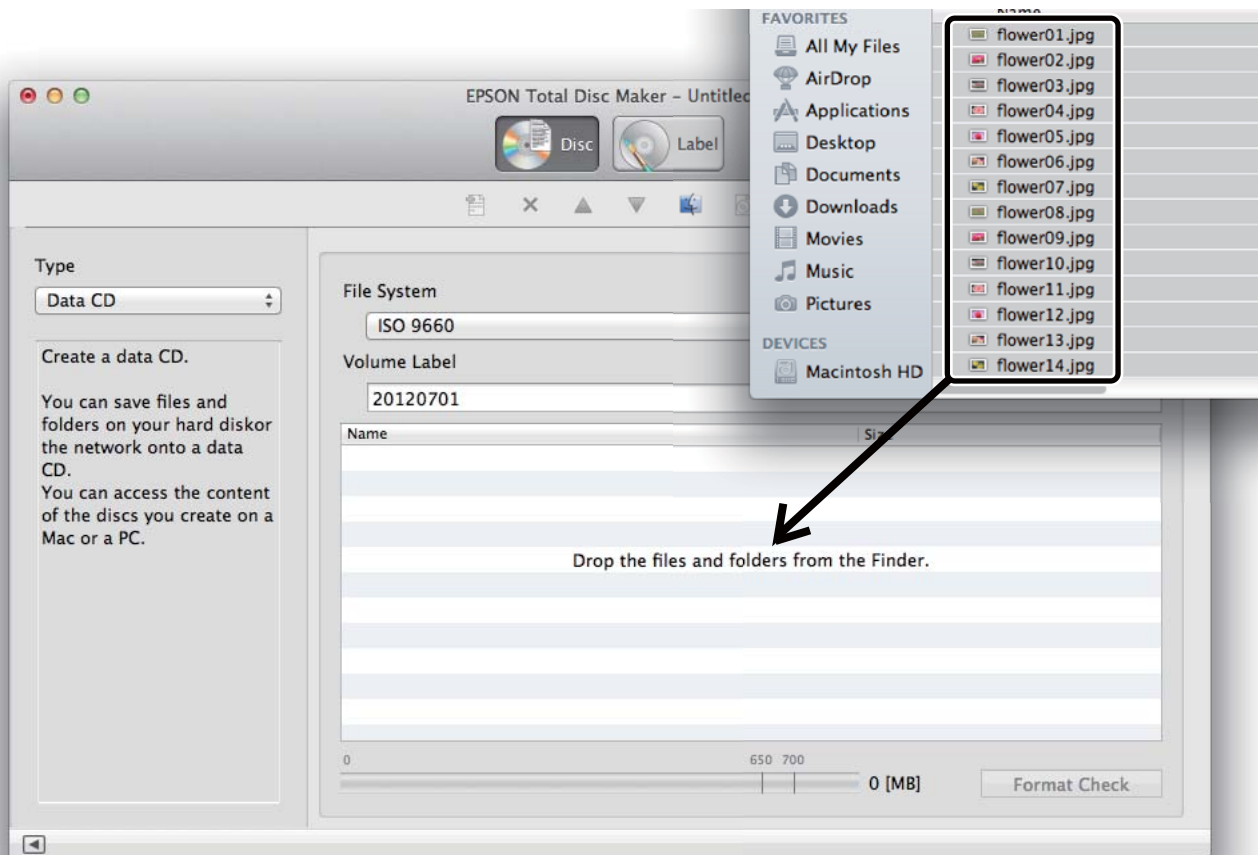 EPSON Total Disc Maker – Untitled
Disc
Label
Type
Data CD
Create a data CD.
You can save files and
folders on your hard diskor
the network onto a data
CD.
You can access the content
of the discs you create on a
Mac or a PC.
File System
ISO 9660
Volume Label
20120701
Name
Size
Drop the files and folders from the Finder.
0
650 700
0 [MB]
Format Check
FAVORITES
All My Files
AirDrop
Applications
Desktop
Documents
Downloads
Movies
Music
Pictures
DEVICES
Macintosh HD
Name
flower01.jpg
flower02.jpg
flower03.jpg
flower04.jpg
flower05.jpg
flower06.jpg
flower07.jpg
flower08.jpg
flower09.jpg
flower10.jpg
flower11.jpg
flower12.jpg
flower13.jpg
flower14.jpg